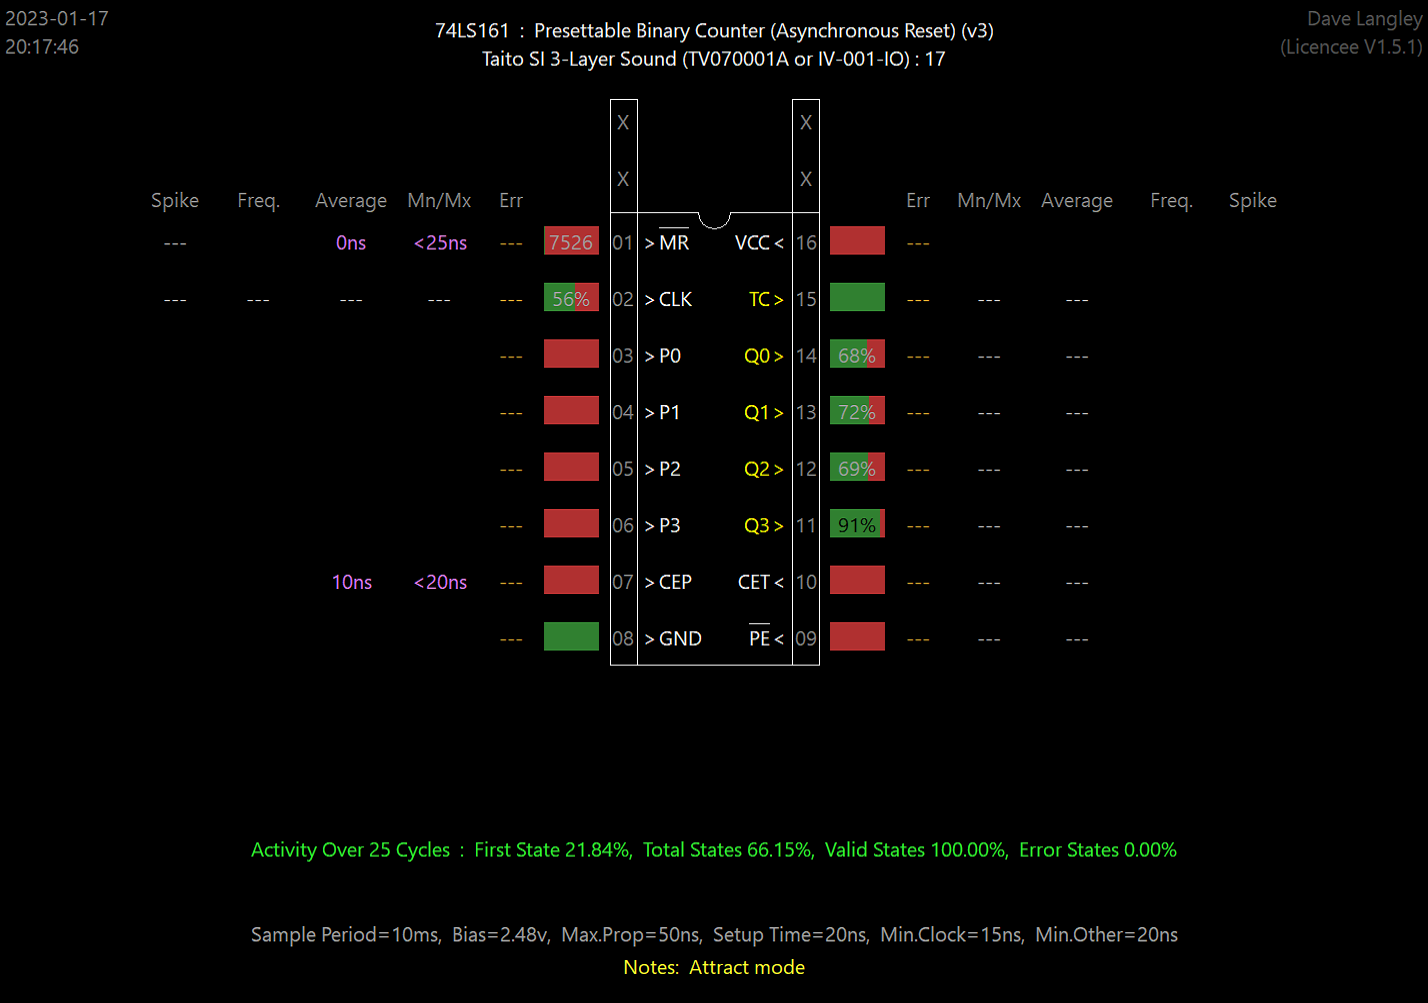 2023-01-17
20:17:46
74LS161 : Presettable Binary Counter (Asynchronous Reset) (v3)
Taito SI 3-Layer Sound (TV070001A or IV-001-IO) : 17
Dave Langley
(Licencee V1.5.1)
X X
X X
Spike Freq. Average Mn/Mx Err Err Mn/Mx Average Freq. Spike
--- 0ns <25ns --- 7526 01 > MR VCC < 16 ---
--- --- --- --- --- 56% 02 > CLK TC > 15 --- --- ---
--- 03 > P0 Q0 > 14 68% --- --- ---
--- 04 > P1 Q1 > 13 72% --- --- ---
--- 05 > P2 Q2 > 12 69% --- --- ---
--- 06 > P3 Q3 > 11 91% --- --- ---
10ns <20ns --- 07 > CEP CET < 10 --- --- ---
--- 08 > GND PE < 09 --- --- ---
Activity Over 25 Cycles : First State 21.84%, Total States 66.15%, Valid States 100.00%, Error States 0.00%
Sample Period=10ms, Bias=2.48v, Max.Prop=50ns, Setup Time=20ns, Min.Clock=15ns, Min.Other=20ns
Notes: Attract mode